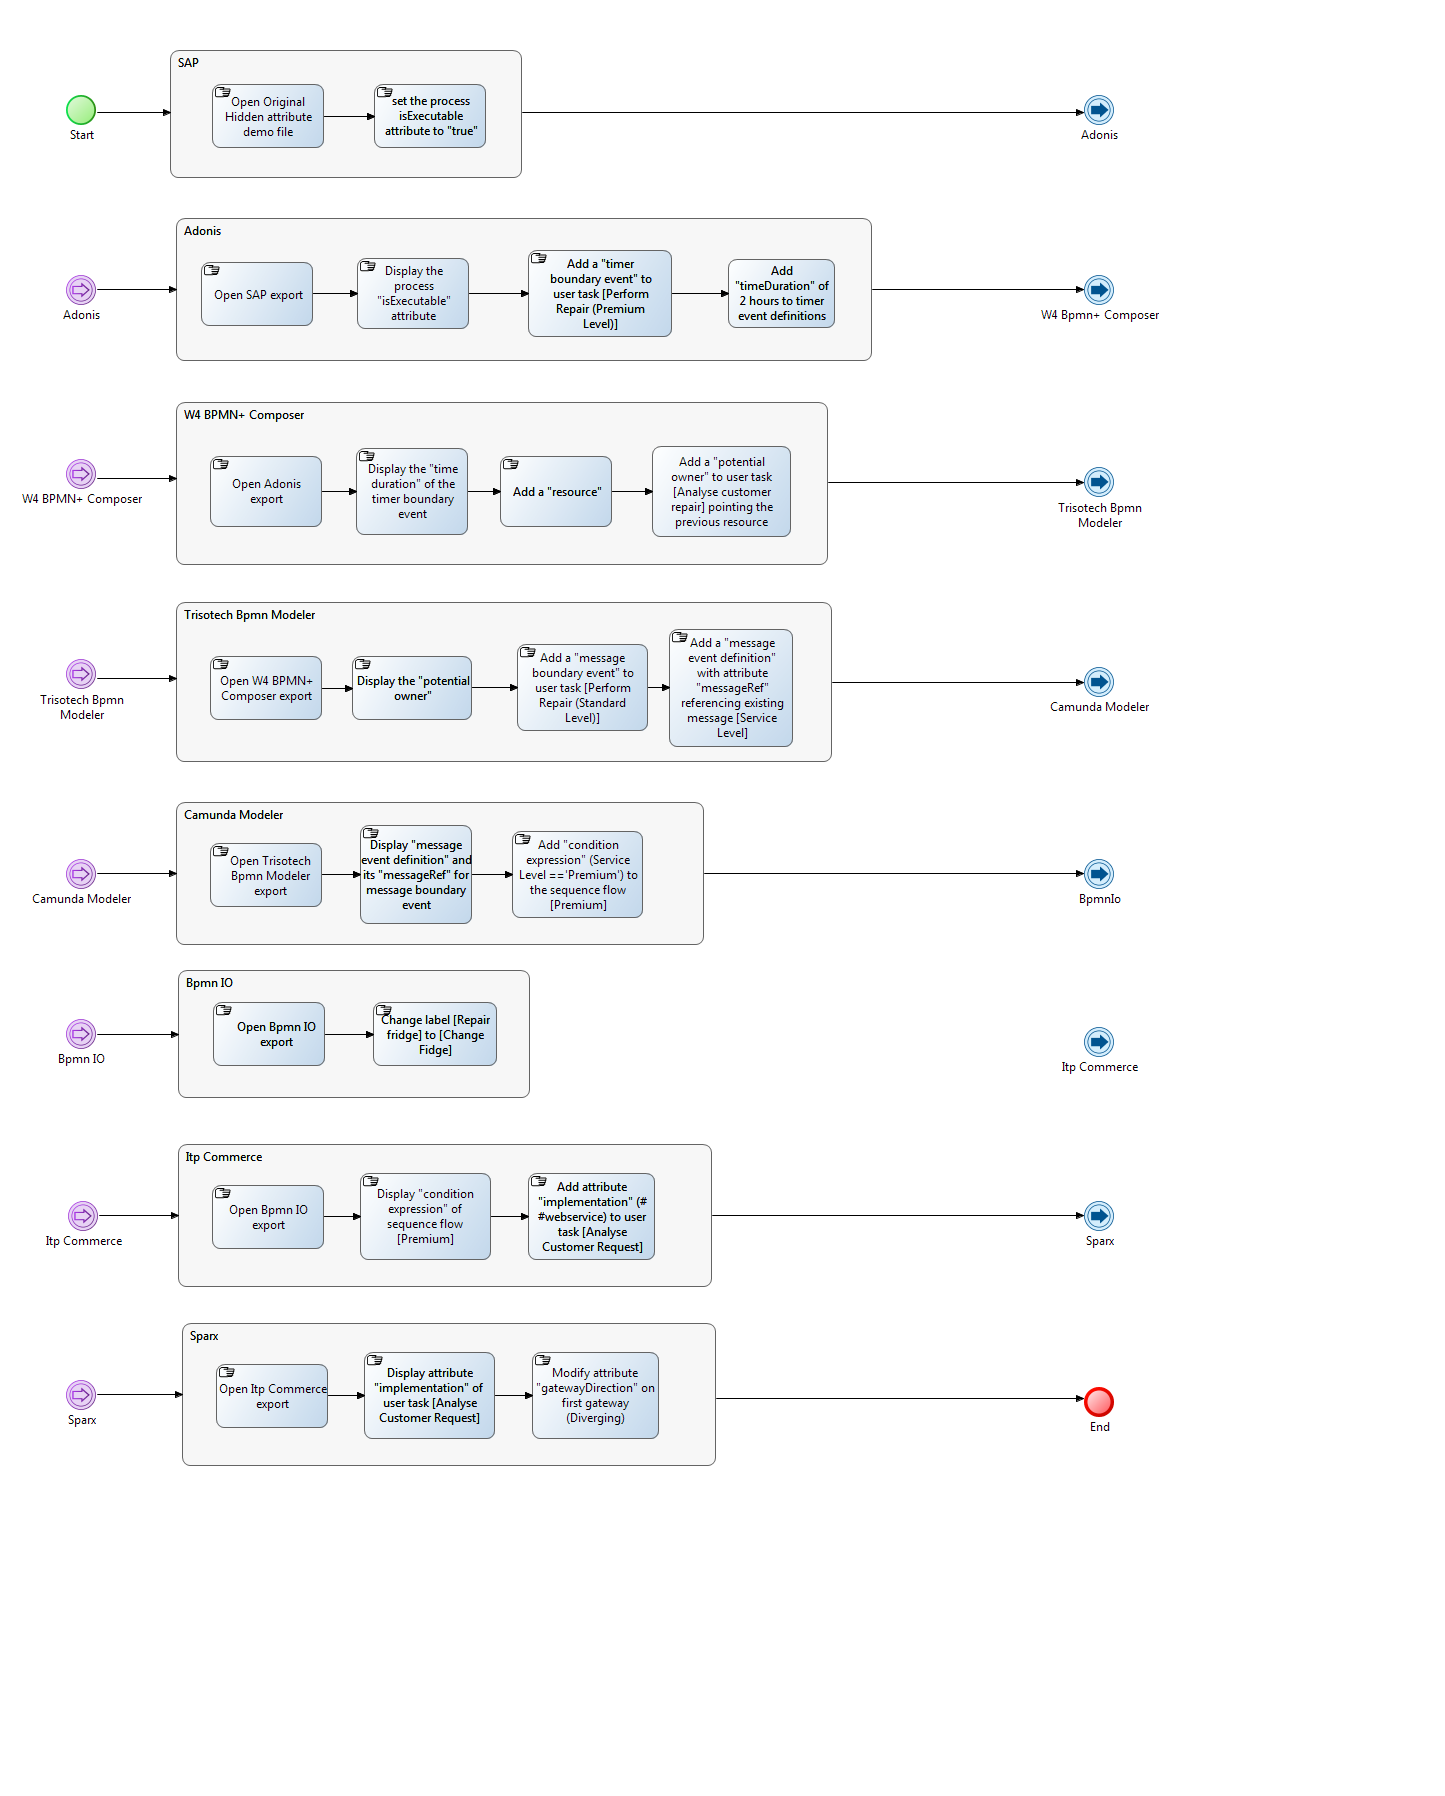 SAP
Open Original
Hidden attribute
demo file
set the process
isExecutable
attribute to "true"
Start
Adonis
Adonis
Open SAP export
Display the
process
"isExecutable"
attribute
Add a "timer
boundary event" to
user task [Perform
Repair (Premium
Level)]
Add
"timeDuration" of
2 hours to timer
event definitions
Adonis
W4 Bpmn+ Composer
W4 BPMN+ Composer
Open Adonis
export
Display the "time
duration" of the
timer boundary
event
Add a "resource"
Add a "potential
owner" to user task
[Analyse customer
repair] pointing the
previous resource
W4 BPMN+ Composer
Trisotech Bpmn
Modeler
Trisotech Bpmn Modeler
Open W4 BPMN+
Composer export
Display the "potential
owner"
Add a "message
boundary event" to
user task [Perform
Repair (Standard
Level)]
Add a "message
event definition"
with attribute
"messageRef"
referencing existing
message [Service
Level]
Trisotech Bpmn
Modeler
Camunda Modeler
Camunda Modeler
Open Trisotech
Bpmn Modeler
export
Display "message
event definition" and
its "messageRef" for
message boundary
event
Add "condition
expression" (Service
Level =='Premium') to
the sequence flow
[Premium]
Camunda Modeler
BpmnIo
Bpmn IO
Open Bpmn IO
export
Change label [Repair
fridge] to [Change
Fidge]
Bpmn IO
Itp Commerce
Itp Commerce
Open Bpmn IO
export
Display "condition
expression" of
sequence flow
[Premium]
Add attribute
"implementation" (#
#webservice) to user
task [Analyse
Customer Request]
Itp Commerce
Sparx
Sparx
Open Itp Commerce
export
Display attribute
"implementation" of
user task [Analyse
Customer Request]
Modify attribute
"gatewayDirection" on
first gateway
(Diverging)
Sparx
End